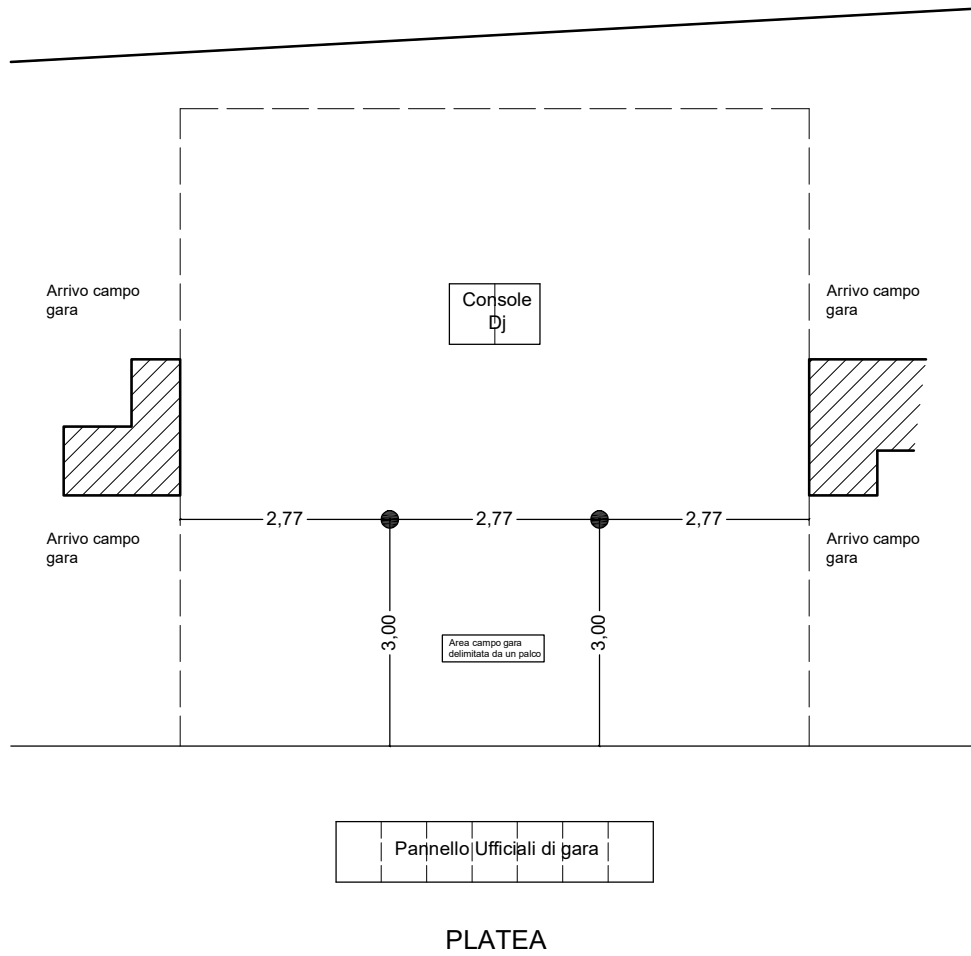 Arrivo campo
gara
Arrivo campo
gara
Console
Dj
2,77
2,77
2,77
Arrivo campo
gara
Arrivo campo
gara
3,00
3,00
Area campo gara
delimitata da un palco
Pannello Ufficiali di gara
PLATEA